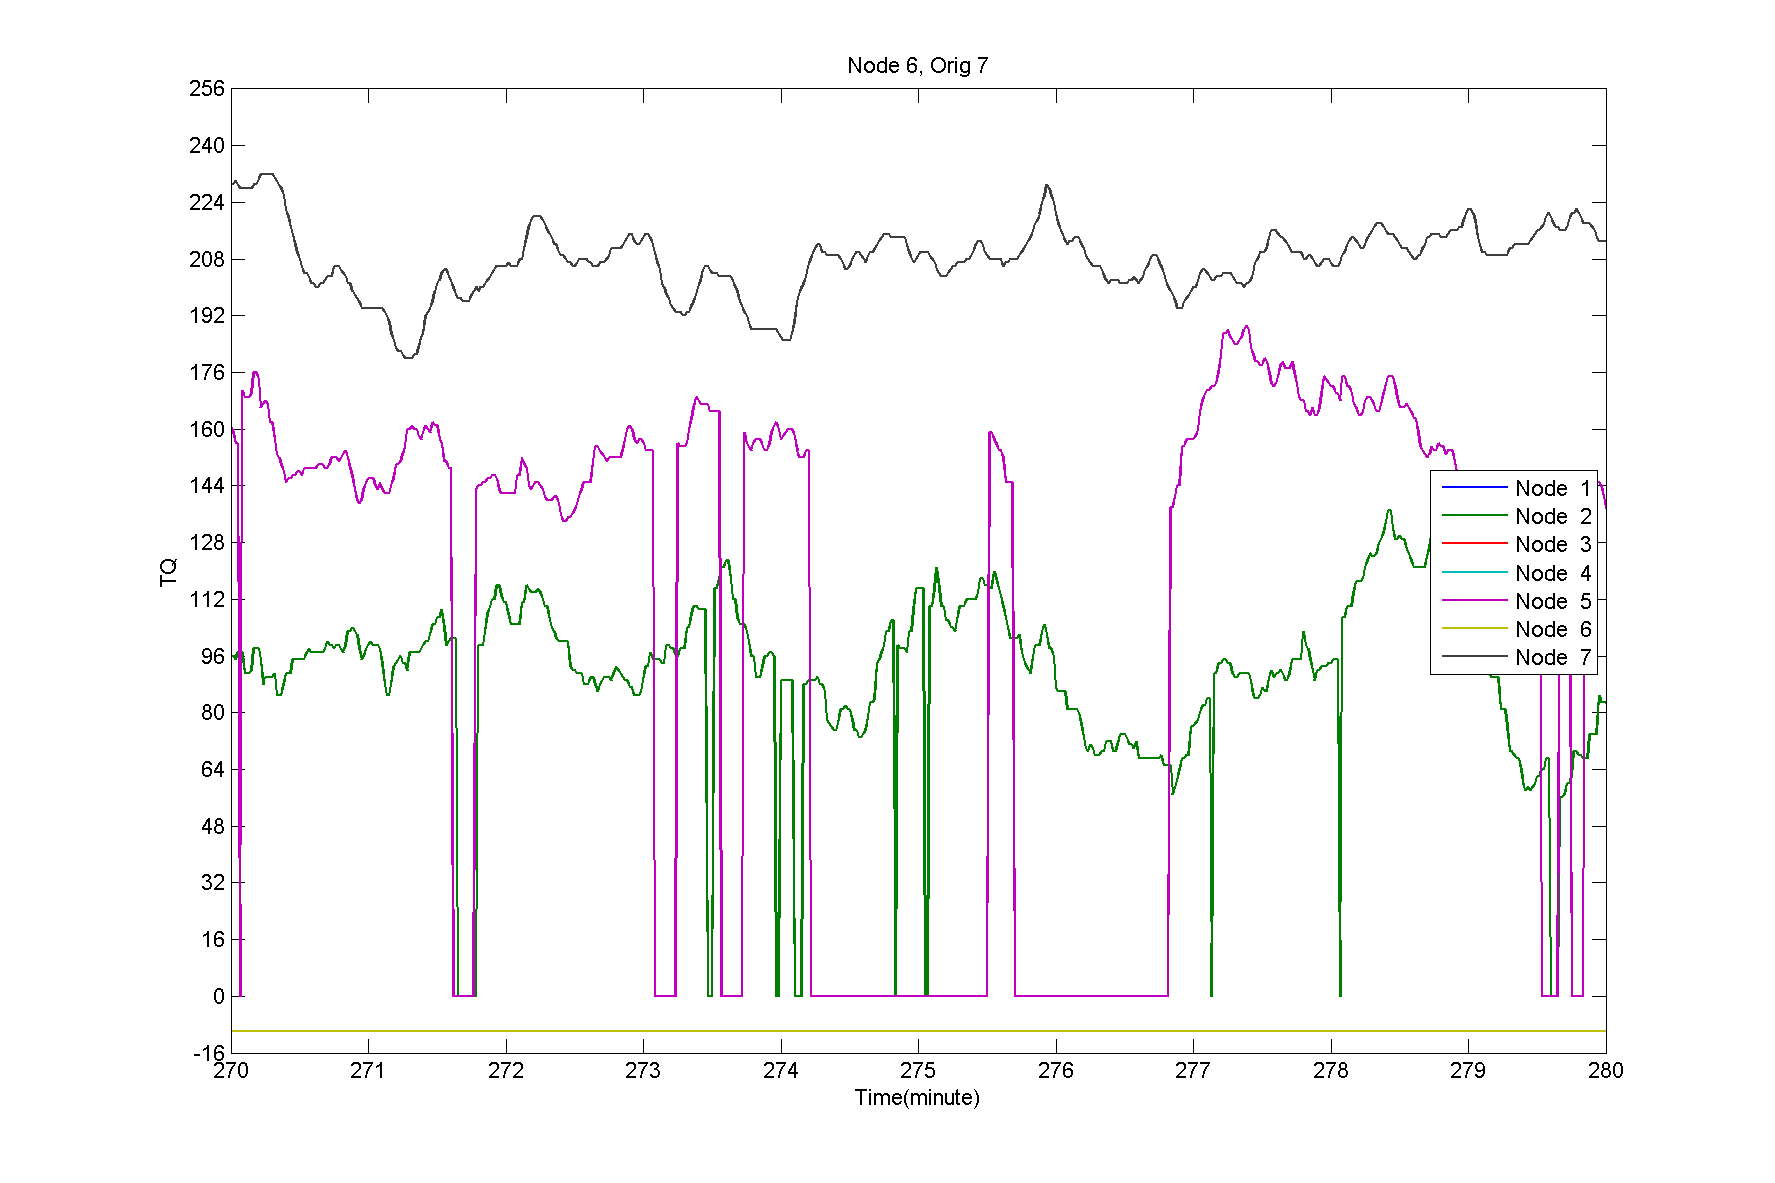 Node 6, Orig 7
256
240
224
208
192
176
160
144
128
112
96
80
64
48
32
16
0
-16
TQ
270 271 272 273 274 275 276 277 278 279 280
Time(minute)
Node 1
Node 2
Node 3
Node 4
Node 5
Node 6
Node 7